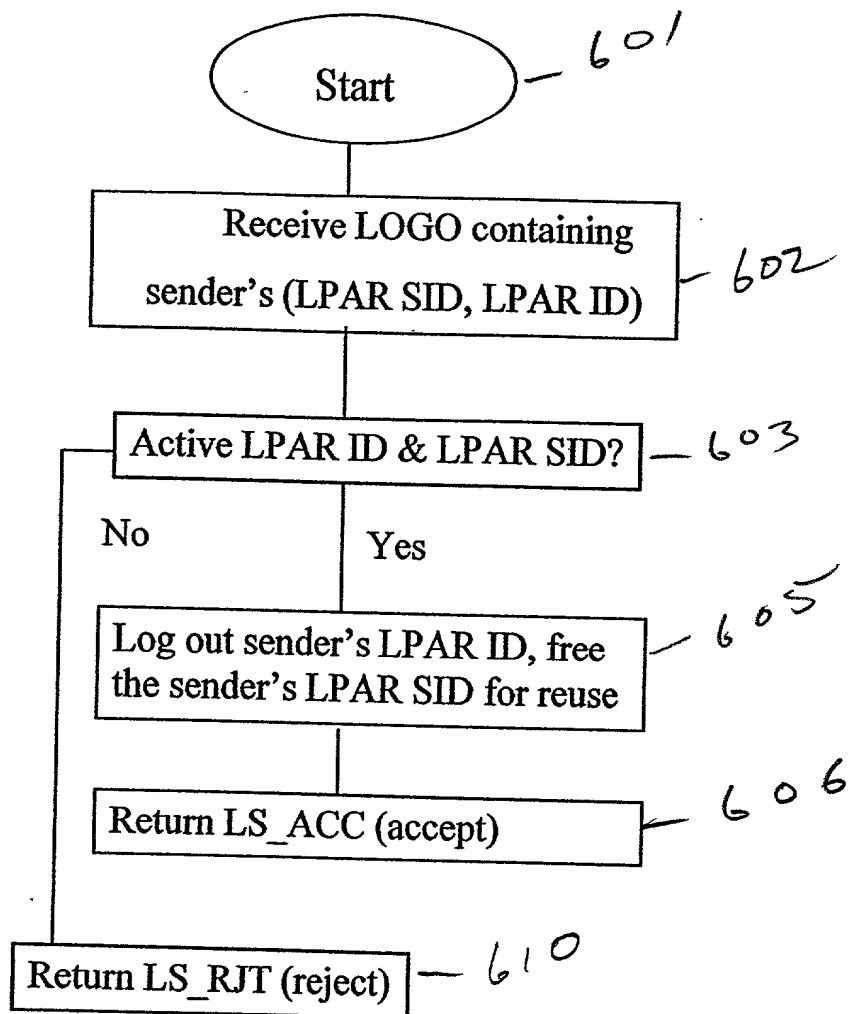 Start
601
Receive LOGO containing
sender's (LPAR SID, LPAR ID)
602
Active LPAR ID & LPAR SID?
603
No
Yes
Log out sender's LPAR ID, free
the sender's LPAR SID for reuse
605
Return LS_ACC (accept)
606
Return LS_RJT (reject)
610